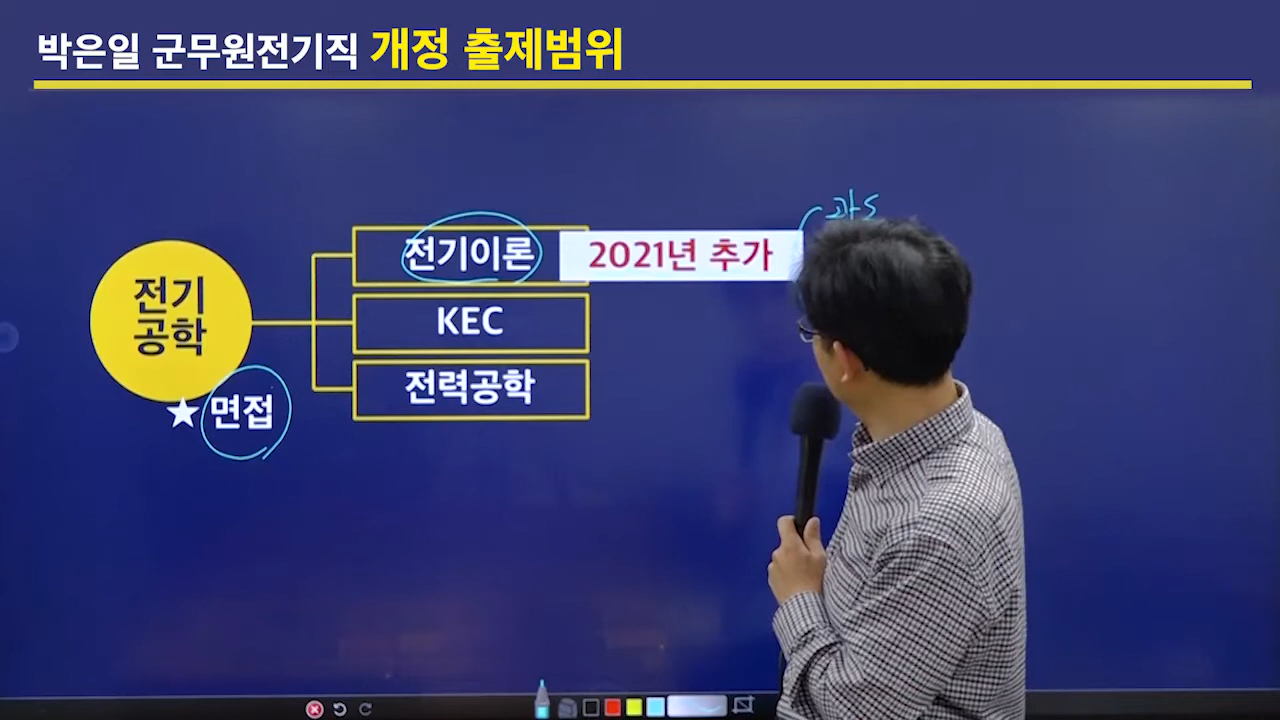 박은일 군무원전기직 개정 출제범위
전기
공학
★ 면접
전기이론
2021년 추가
KEC
전력공학